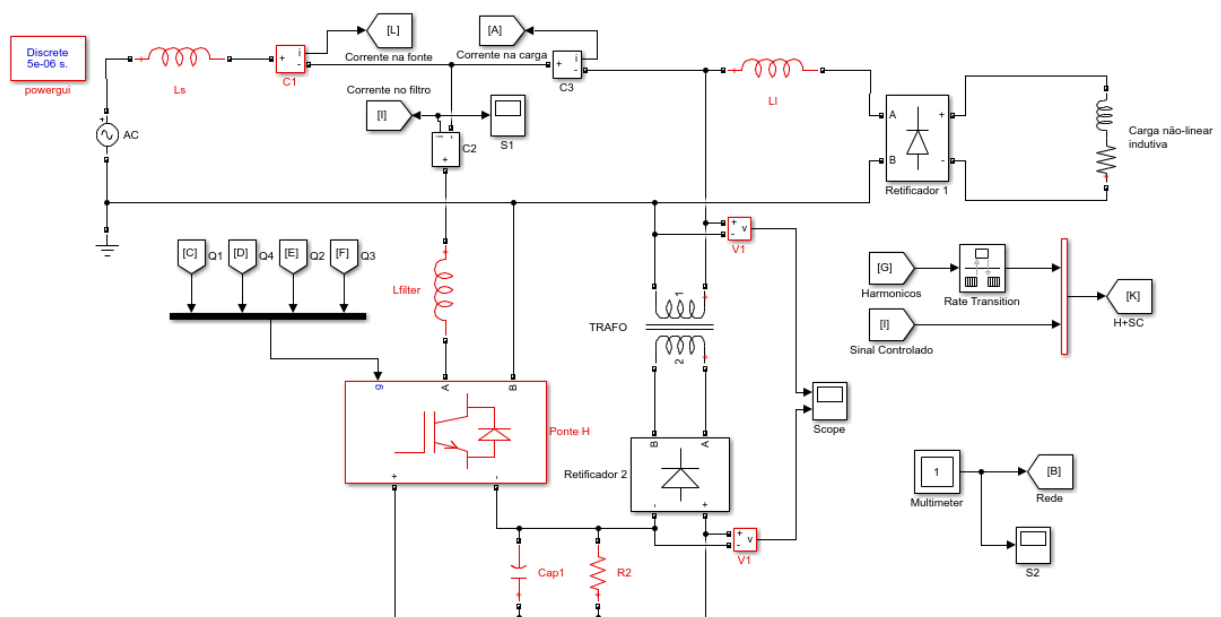 Discrete
5e-06 s.
powergui
Ls
+
i
-
C1
[L]
Corrente na fonte
[A]
Corrente na carga
+
i
-
C3
Corrente no filtro
[I]
S1
i
-
+
C2
Ll
A
B
+
-
Retificador 1
Carga não-linear
indutiva
AC
[C]
Q1
[D]
Q4
[E]
Q2
[F]
Q3
Lfilter
+
-
v
V1
[G]
Harmonicos
Rate Transition
[K]
H+SC
[I]
Sinal Controlado
TRAFO
1
2
g
A
B
Ponte H
+
-
Scope
B
A
Retificador 2
-
+
1
Multimeter
[B]
Rede
S2
+
-
v
V1
Cap1
R2